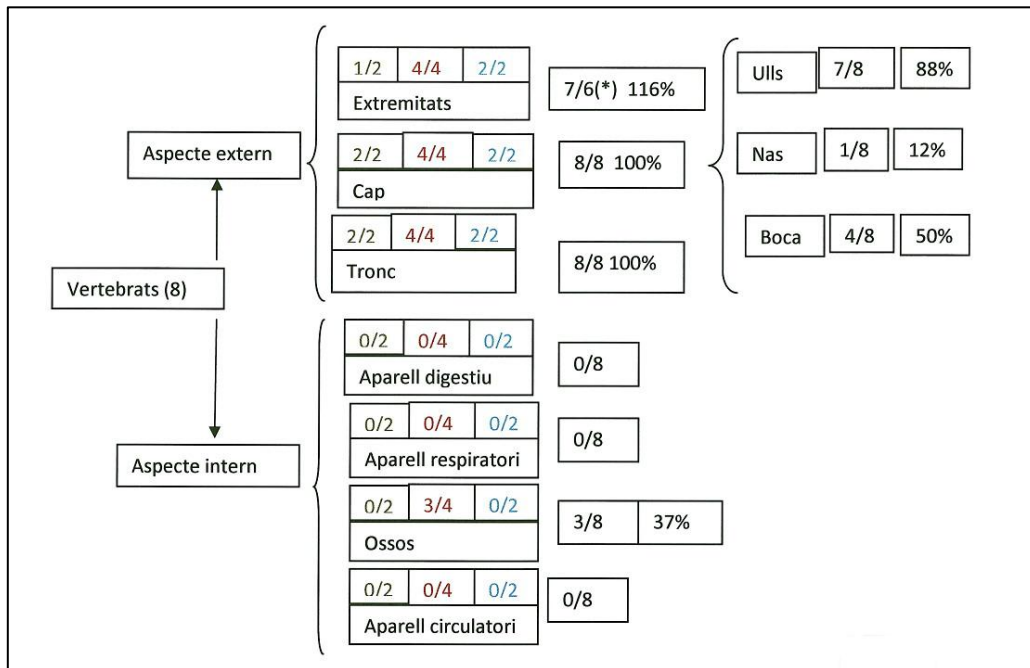 1/2 4/4 2/2
Extremitats
7/6(*) 116%
Ulls 7/8 88%
Aspecte extern
2/2 4/4 2/2
Cap
8/8 100%
Nas 1/8 12%
2/2 4/4 2/2
Tronc
8/8 100%
Boca 4/8 50%
Vertebrats (8)
0/2 0/4 0/2
Aparell digestiu
0/8
0/2 0/4 0/2
Aparell respiratori
0/8
Aspecte intern
0/2 3/4 0/2
Ossos
3/8 37%
0/2 0/4 0/2
Aparell circulatori
0/8